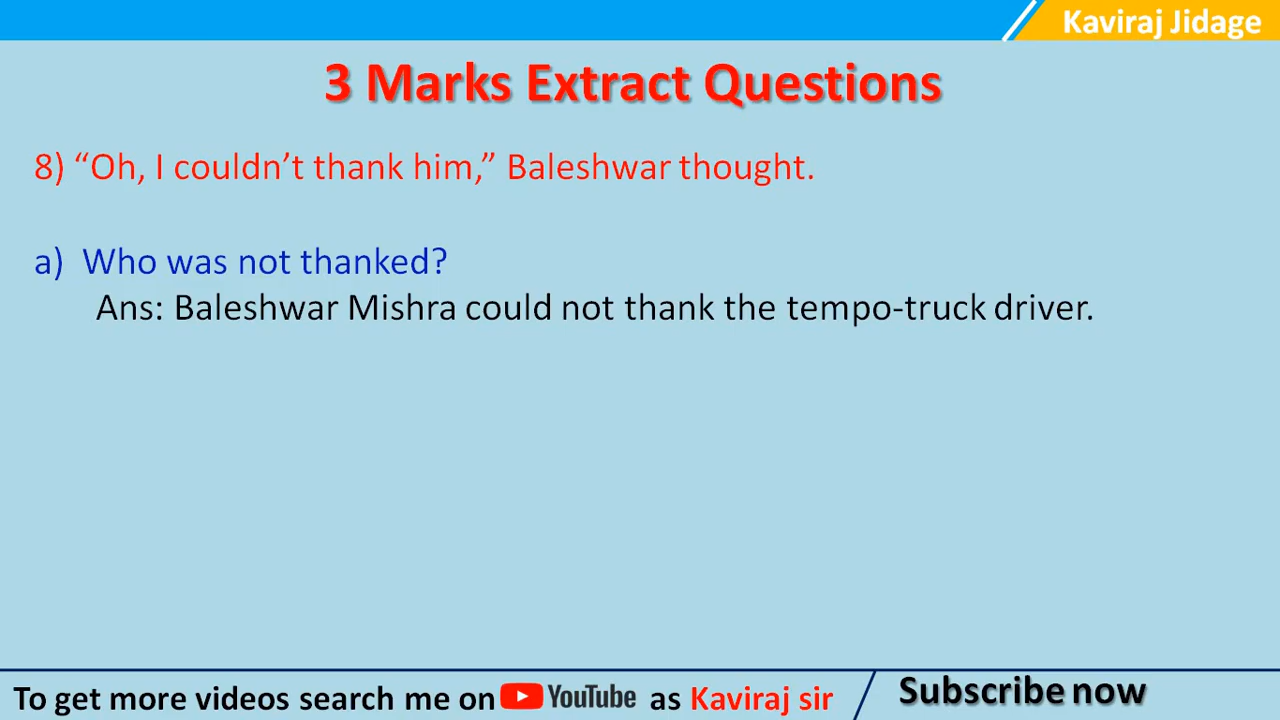 Kaviraj Jidage
3 Marks Extract Questions
8) “Oh, I couldn’t thank him,” Baleshwar thought.
a) Who was not thanked?
Ans: Baleshwar Mishra could not thank the tempo-truck driver.
To get more videos search me on YouTube as Kaviraj sir
Subscribe now